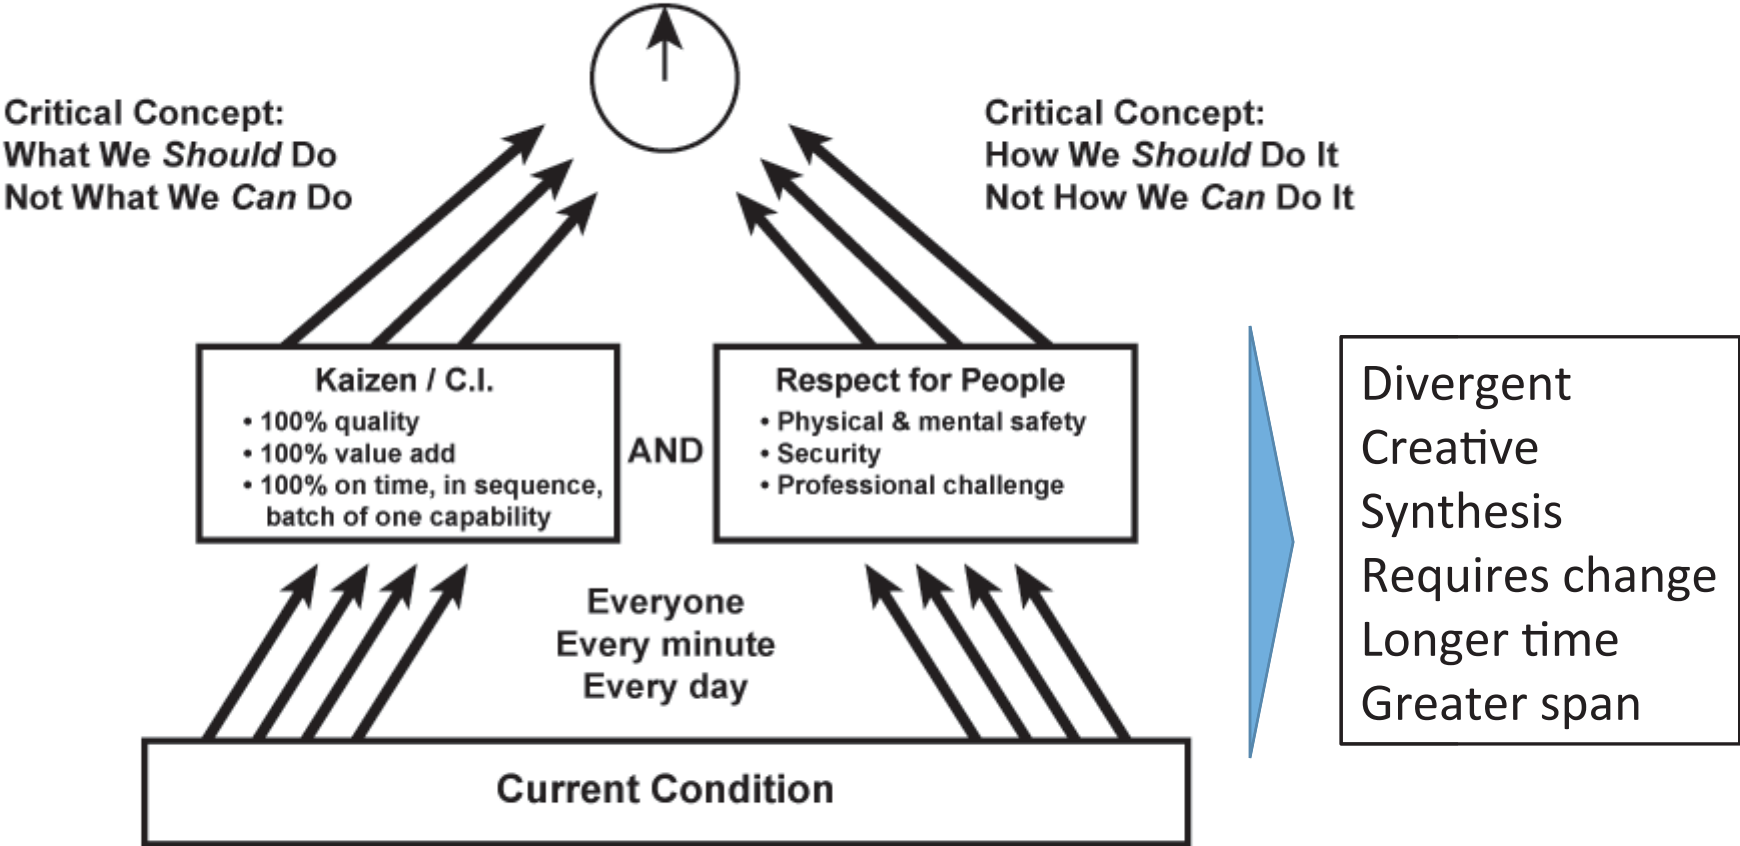 Critical Concept:
What We Should Do
Not What We Can Do
Critical Concept:
How We Should Do It
Not How We Can Do It
Kaizen / C.I.
• 100% quality
• 100% value add
• 100% on time, in sequence,
batch of one capability
AND
Respect for People
• Physical & mental safety
• Security
• Professional challenge
Everyone
Every minute
Every day
Current Condition
Divergent
Creative
Synthesis
Requires change
Longer time
Greater span